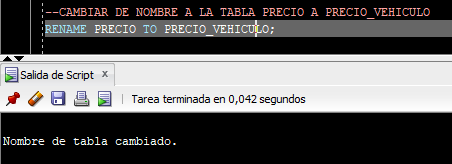 --CAMBIAR DE NOMBRE A LA TABLA PRECIO A PRECIO_VEHICULO
RENAME PRECIO TO PRECIO_VEHICULO;
Salida de Script x
Tarea terminada en 0,042 segundos
Nombre de tabla cambiado.